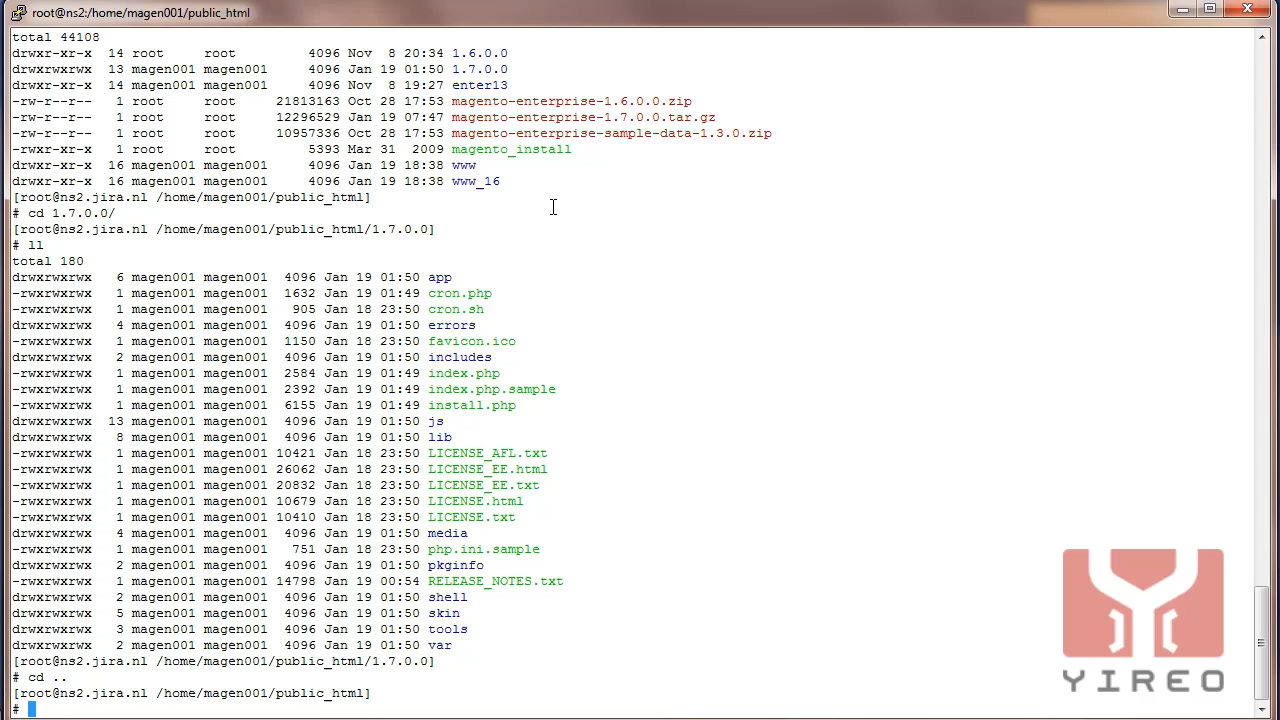 root@ns2:/home/magen001/public_html
total 44108
drwxr-xr-x  14 root     root         4096 Nov  8 20:34 1.6.0.0
drwxrwxrwx  13 magen001 magen001     4096 Jan 19 01:50 1.7.0.0
drwxr-xr-x  14 magen001 magen001     4096 Nov  8 19:27 enter13
-rw-r--r--   1 root     root     21813163 Oct 28 17:53 magento-enterprise-1.6.0.0.zip
-rw-r--r--   1 root     root     12296529 Jan 19 07:47 magento-enterprise-1.7.0.0.tar.gz
-rw-r--r--   1 root     root     10957336 Oct 28 17:53 magento-enterprise-sample-data-1.3.0.zip
-rwxr-xr-x   1 root     root         5393 Mar 31  2009 magento_install
drwxr-xr-x  16 magen001 magen001     4096 Jan 19 18:38 www
drwxr-xr-x  16 magen001 magen001     4096 Jan 19 18:38 www_16
[root@ns2.jira.nl /home/magen001/public_html]
# cd 1.7.0.0/
[root@ns2.jira.nl /home/magen001/public_html/1.7.0.0]
# ll
total 180
drwxrwxrwx   6 magen001 magen001  4096 Jan 19 01:50 app
-rwxrwxrwx   1 magen001 magen001  1632 Jan 19 01:49 cron.php
-rwxrwxrwx   1 magen001 magen001   905 Jan 18 23:50 cron.sh
drwxrwxrwx   4 magen001 magen001  4096 Jan 19 01:50 errors
-rwxrwxrwx   1 magen001 magen001  1150 Jan 18 23:50 favicon.ico
drwxrwxrwx   2 magen001 magen001  4096 Jan 19 01:50 includes
-rwxrwxrwx   1 magen001 magen001  2584 Jan 19 01:49 index.php
-rwxrwxrwx   1 magen001 magen001  2392 Jan 19 01:49 index.php.sample
-rwxrwxrwx   1 magen001 magen001  6155 Jan 19 01:49 install.php
drwxrwxrwx  13 magen001 magen001  4096 Jan 19 01:50 js
drwxrwxrwx   8 magen001 magen001  4096 Jan 19 01:50 lib
-rwxrwxrwx   1 magen001 magen001 10421 Jan 18 23:50 LICENSE_AFL.txt
-rwxrwxrwx   1 magen001 magen001 26062 Jan 18 23:50 LICENSE_EE.html
-rwxrwxrwx   1 magen001 magen001 20832 Jan 18 23:50 LICENSE_EE.txt
-rwxrwxrwx   1 magen001 magen001 10679 Jan 18 23:50 LICENSE.html
-rwxrwxrwx   1 magen001 magen001 10410 Jan 18 23:50 LICENSE.txt
drwxrwxrwx   4 magen001 magen001  4096 Jan 19 01:50 media
-rwxrwxrwx   1 magen001 magen001   751 Jan 18 23:50 php.ini.sample
drwxrwxrwx   2 magen001 magen001  4096 Jan 19 01:50 pkginfo
-rwxrwxrwx   1 magen001 magen001 14798 Jan 19 00:54 RELEASE_NOTES.txt
drwxrwxrwx   2 magen001 magen001  4096 Jan 19 01:50 shell
drwxrwxrwx   5 magen001 magen001  4096 Jan 19 01:50 skin
drwxrwxrwx   3 magen001 magen001  4096 Jan 19 01:50 tools
drwxrwxrwx   2 magen001 magen001  4096 Jan 19 01:50 var
[root@ns2.jira.nl /home/magen001/public_html/1.7.0.0]
# cd ..
[root@ns2.jira.nl /home/magen001/public_html]
#
YIREO